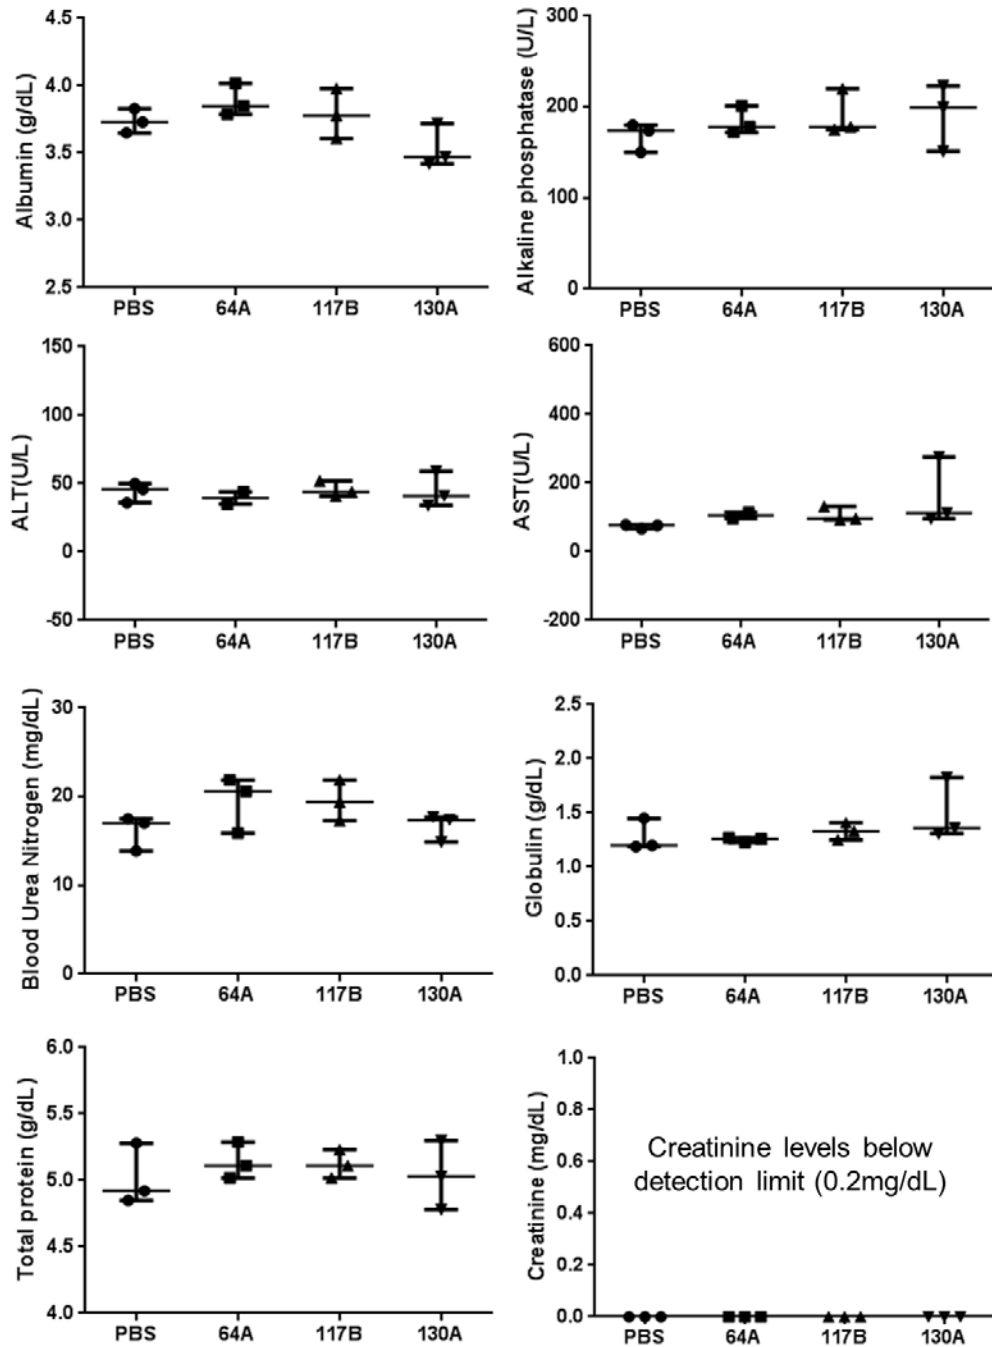 Albumin (g/dL)
4.5
4.0
3.5
3.0
2.5
PBS 64A 117B 130A
Alkaline phosphatase (U/L)
300
200
100
0
PBS 64A 117B 130A
ALT(U/L)
150
100
50
0
-50
PBS 64A 117B 130A
AST(U/L)
600
400
200
0
-200
PBS 64A 117B 130A
Blood Urea Nitrogen (mg/dL)
30
20
10
0
PBS 64A 117B 130A
Globulin (g/dL)
2.5
2.0
1.5
1.0
0.5
0.0
PBS 64A 117B 130A
Total protein (g/dL)
6.0
5.5
5.0
4.5
4.0
PBS 64A 117B 130A
Creatinine (mg/dL)
1.0
0.8
0.6
0.4
0.2
0.0
Creatinine levels below
detection limit (0.2mg/dL)
PBS 64A 117B 130A